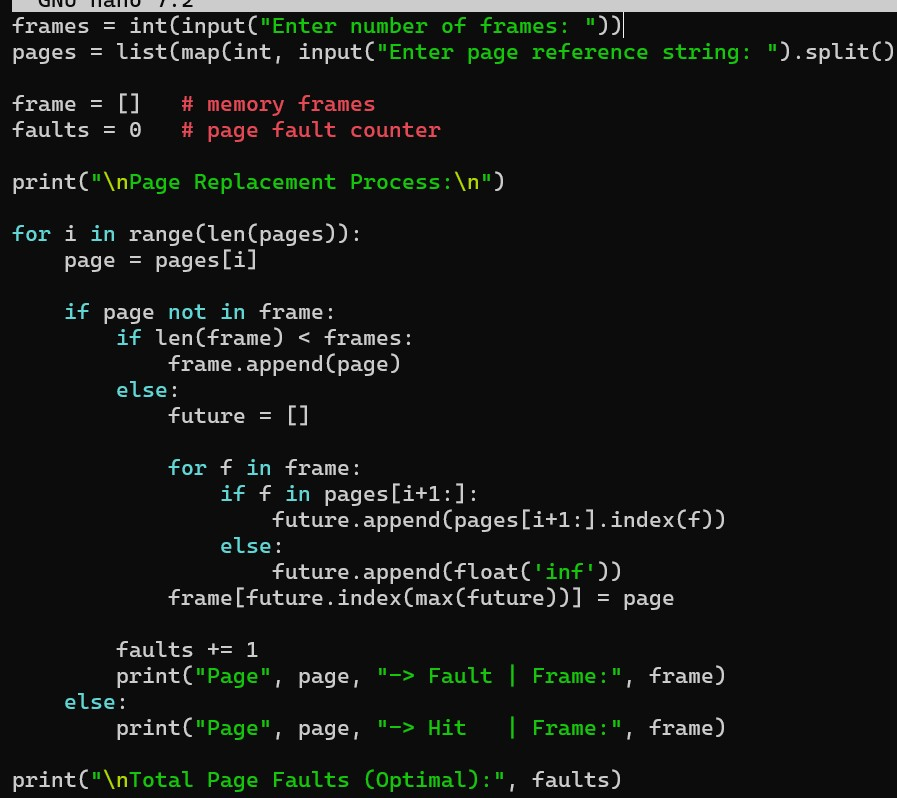 GNU nano 7.2
frames = int(input("Enter number of frames: "))
pages = list(map(int, input("Enter page reference string: ").split()

frame = []   # memory frames
faults = 0   # page fault counter

print("\nPage Replacement Process:\n")

for i in range(len(pages)):
    page = pages[i]

    if page not in frame:
        if len(frame) < frames:
            frame.append(page)
        else:
            future = []

            for f in frame:
                if f in pages[i+1:]:
                    future.append(pages[i+1:].index(f))
                else:
                    future.append(float('inf'))
            frame[future.index(max(future))] = page

        faults += 1
        print("Page", page, "-> Fault | Frame:", frame)
    else:
        print("Page", page, "-> Hit   | Frame:", frame)

print("\nTotal Page Faults (Optimal):", faults)